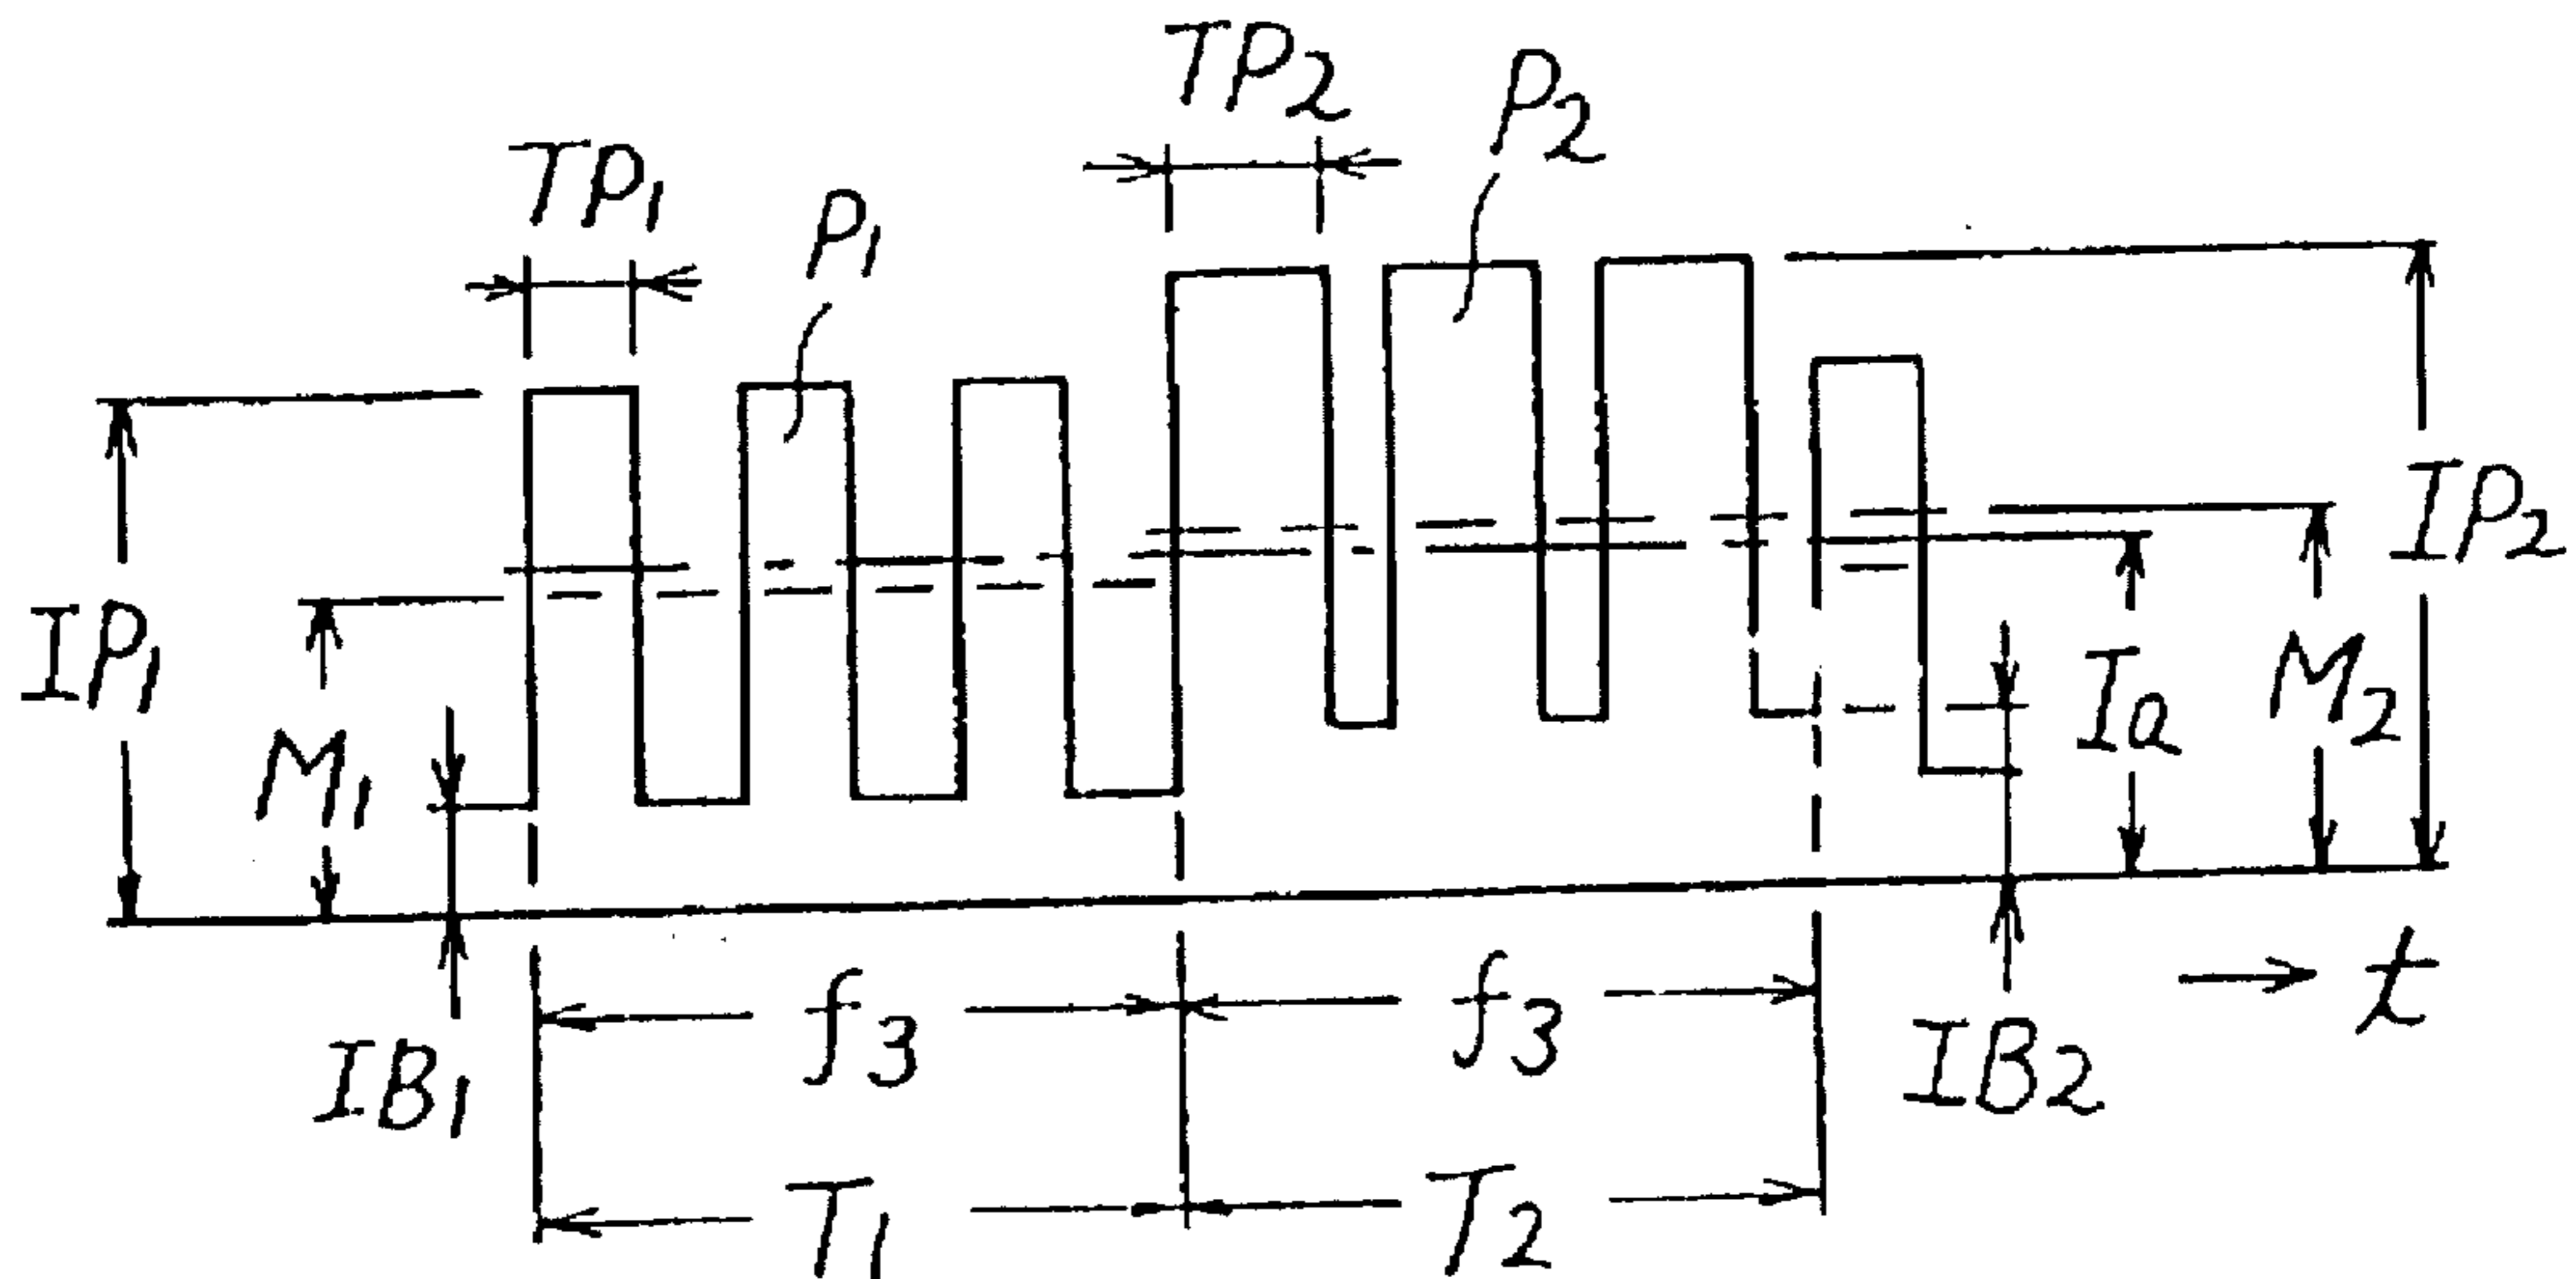 TP₂
P₂
TP₁
P₁
IP₁
M₁
IP₂
Ia
M₂
IB₁
f₃
f₃
IB₂
t
T₁
T₂